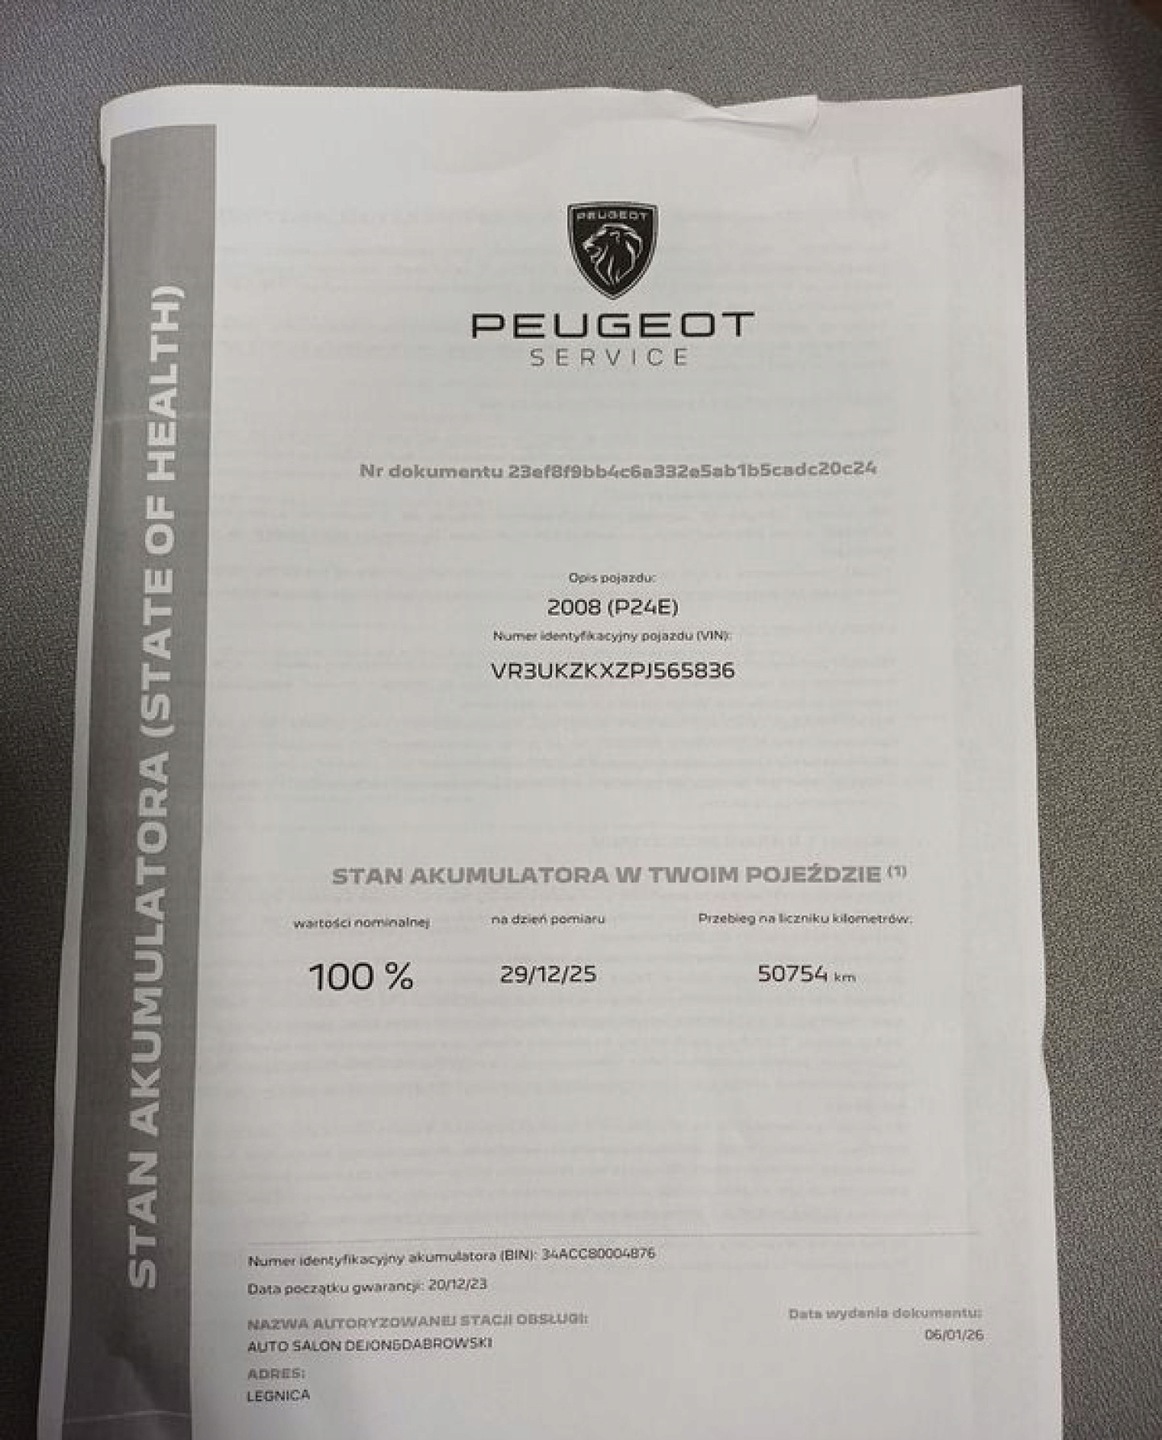 STAN AKUMULATORA (STATE OF HEALTH)
PEUGEOT
PEUGEOT
SERVICE
Nr dokumentu 23ef8f9bb4c6a332e5ab1b5cadc20c24
Opis pojazdu:
2008 (P24E)
Numer identyfikacyjny pojazdu (VIN):
VR3UKZKXZPJ565836
STAN AKUMULATORA W TWOIM POJEŹDZIE (1)
wartości nominalnej na dzień pomiaru Przebieg na liczniku kilometrów:
100 % 29/12/25 50754 km
Numer identyfikacyjny akumulatora (BIN): 34ACC80004876
Data początku gwarancji: 20/12/23
NAZWA AUTORYZOWANEJ STACJI OBSŁUGI: Data wydania dokumentu:
AUTO SALON DEJON&DABROWSKI 06/01/26
ADRES:
LEGNICA